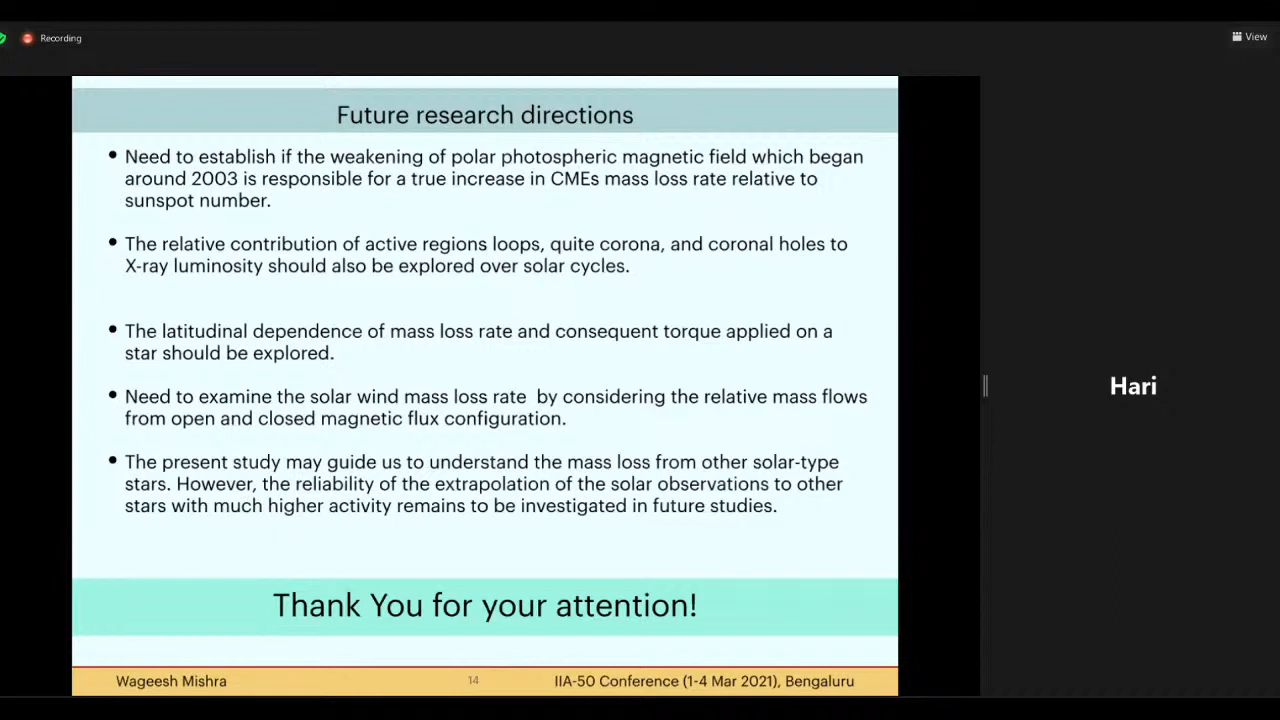 Recording
View
Future research directions
• Need to establish if the weakening of polar photospheric magnetic field which began
around 2003 is responsible for a true increase in CMEs mass loss rate relative to
sunspot number.
• The relative contribution of active regions loops, quite corona, and coronal holes to
X-ray luminosity should also be explored over solar cycles.
• The latitudinal dependence of mass loss rate and consequent torque applied on a
star should be explored.
• Need to examine the solar wind mass loss rate by considering the relative mass flows
from open and closed magnetic flux configuration.
• The present study may guide us to understand the mass loss from other solar-type
stars. However, the reliability of the extrapolation of the solar observations to other
stars with much higher activity remains to be investigated in future studies.
Thank You for your attention!
Wageesh Mishra 14 IIA-50 Conference (1-4 Mar 2021), Bengaluru
Hari